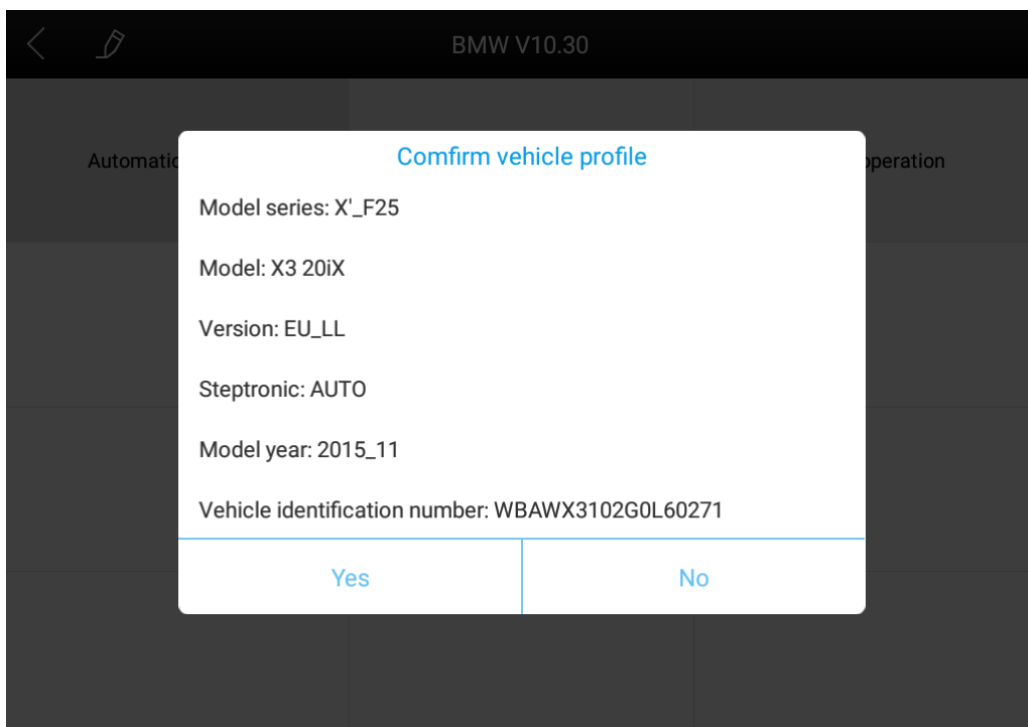 BMW V10.30
Automatic
Comfirm vehicle profile
operation
Model series: X'_F25
Model: X3 20iX
Version: EU_LL
Steptronic: AUTO
Model year: 2015_11
Vehicle identification number: WBAWX3102G0L60271
Yes
No